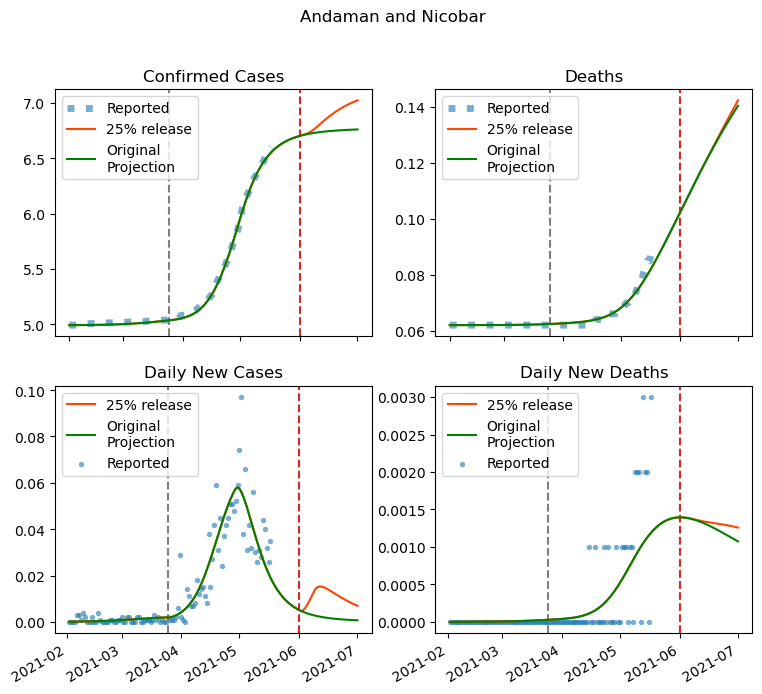 Andaman and Nicobar
Confirmed Cases
7.0
6.5
6.0
5.5
5.0
Reported
25% release
Original
Projection
Deaths
0.14
0.12
0.10
0.08
0.06
Reported
25% release
Original
Projection
Daily New Cases
0.10
0.08
0.06
0.04
0.02
0.00
25% release
Original
Projection
Reported
2021-02
2021-03
2021-04
2021-05
2021-06
2021-07
Daily New Deaths
0.0030
0.0025
0.0020
0.0015
0.0010
0.0005
0.0000
25% release
Original
Projection
Reported
2021-02
2021-03
2021-04
2021-05
2021-06
2021-07